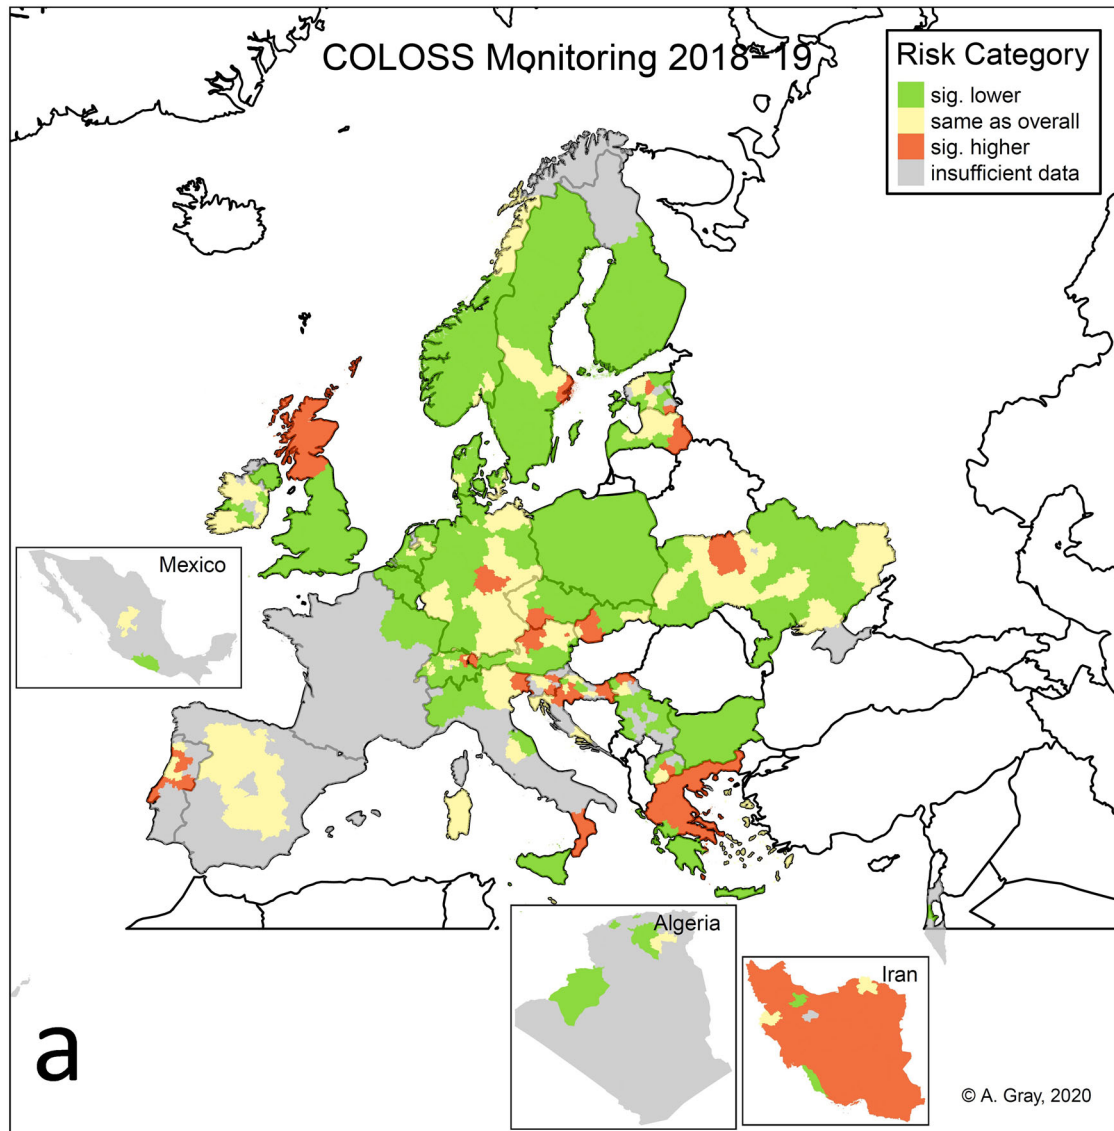 COLOSS Monitoring 2018–19
Risk Category
sig. lower
same as overall
sig. higher
insufficient data
Mexico
Algeria
Iran
a
© A. Gray, 2020